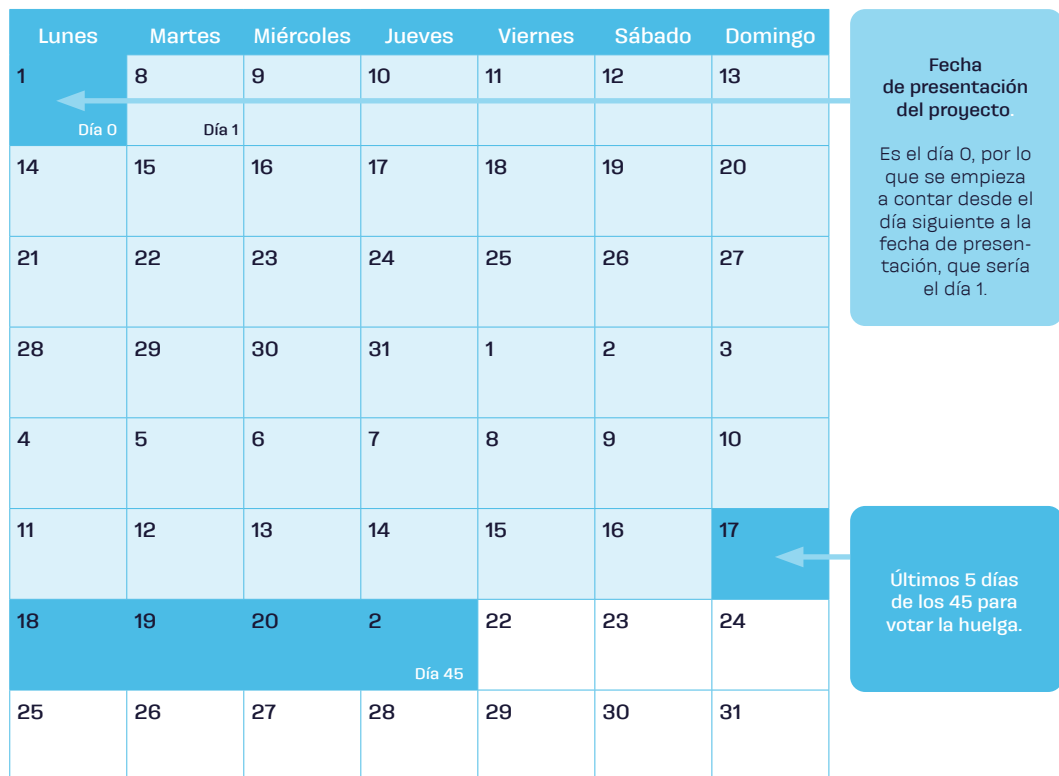 Lunes Martes Miércoles Jueves Viernes Sábado Domingo
1 8 9 10 11 12 13
Día 0 Día 1
14 15 16 17 18 19 20
21 22 23 24 25 26 27
28 29 30 31 1 2 3
4 5 6 7 8 9 10
11 12 13 14 15 16 17
18 19 20 2 22 23 24
Día 45
25 26 27 28 29 30 31
Fecha
de presentación
del proyecto.
Es el día 0, por lo
que se empieza
a contar desde el
día siguiente a la
fecha de presen-
tación, que sería
el día 1.
Últimos 5 días
de los 45 para
votar la huelga.